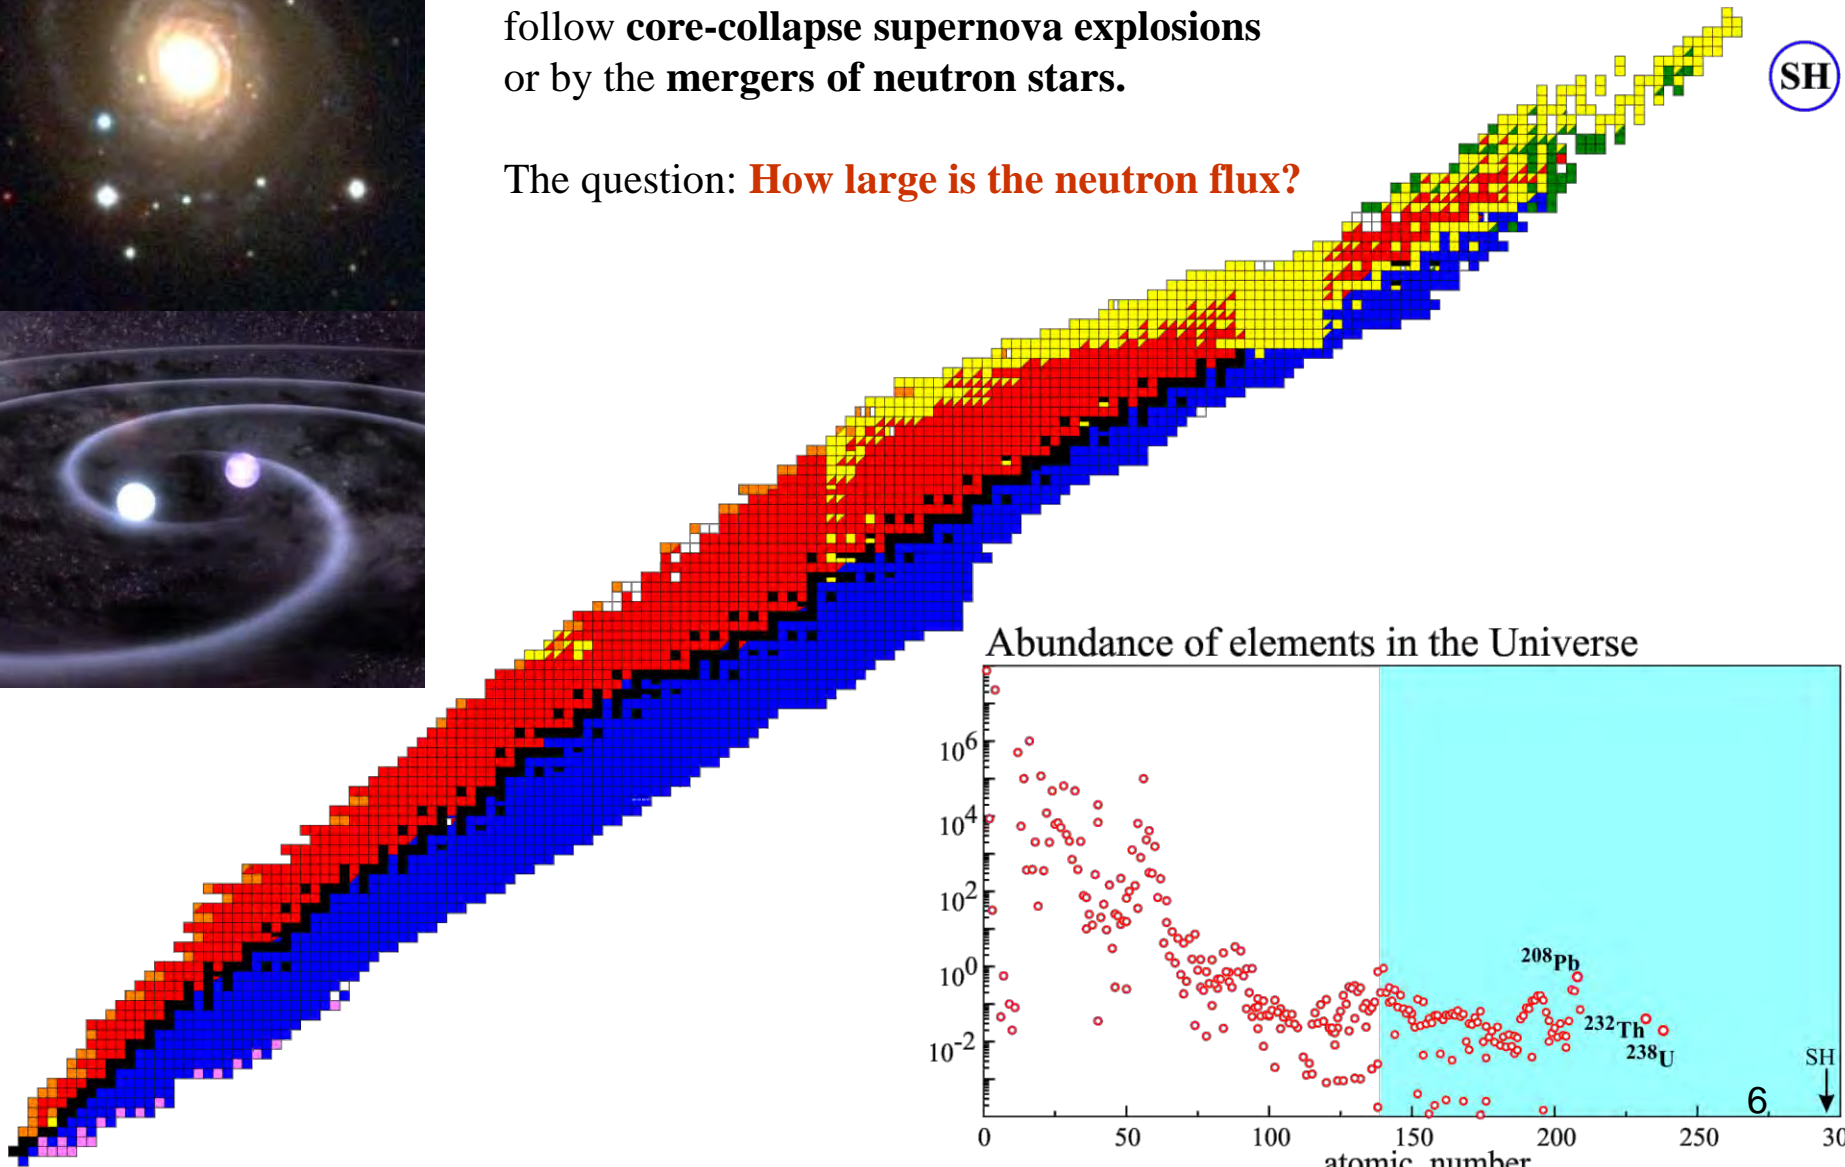 follow core-collapse supernova explosions
or by the mergers of neutron stars.
The question: How large is the neutron flux?
SH
Abundance of elements in the Universe
10^6
10^4
10^2
10^0
10^-2
208Pb
232Th
238U
SH
6
0 50 100 150 200 250 30
atomic number